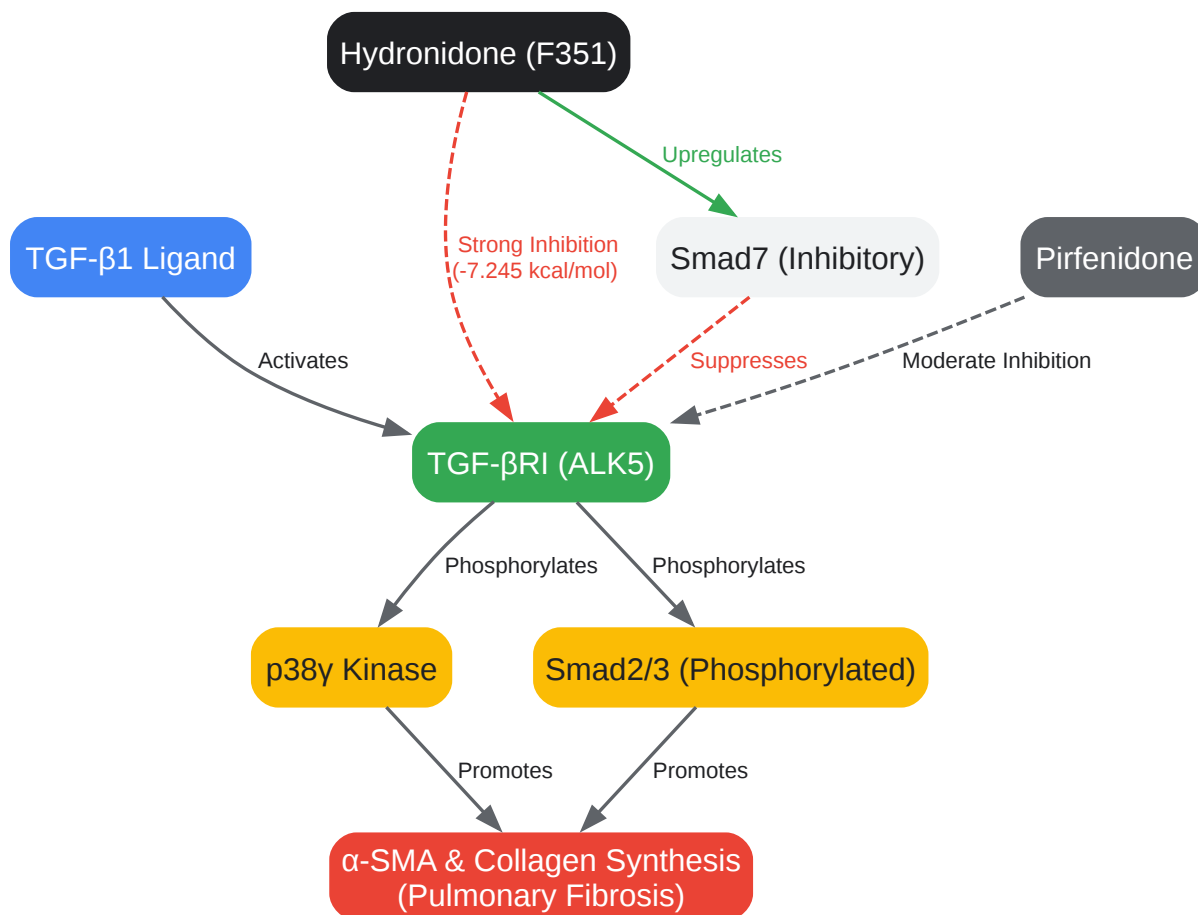 Hydronidone (F351)
Upregulates
TGF-β1 Ligand
Strong Inhibition
(-7.245 kcal/mol)
Smad7 (Inhibitory)
Pirfenidone
Activates
Suppresses
Moderate Inhibition
TGF-βRI (ALK5)
Phosphorylates
Phosphorylates
p38γ Kinase
Smad2/3 (Phosphorylated)
Promotes
Promotes
α-SMA & Collagen Synthesis
(Pulmonary Fibrosis)